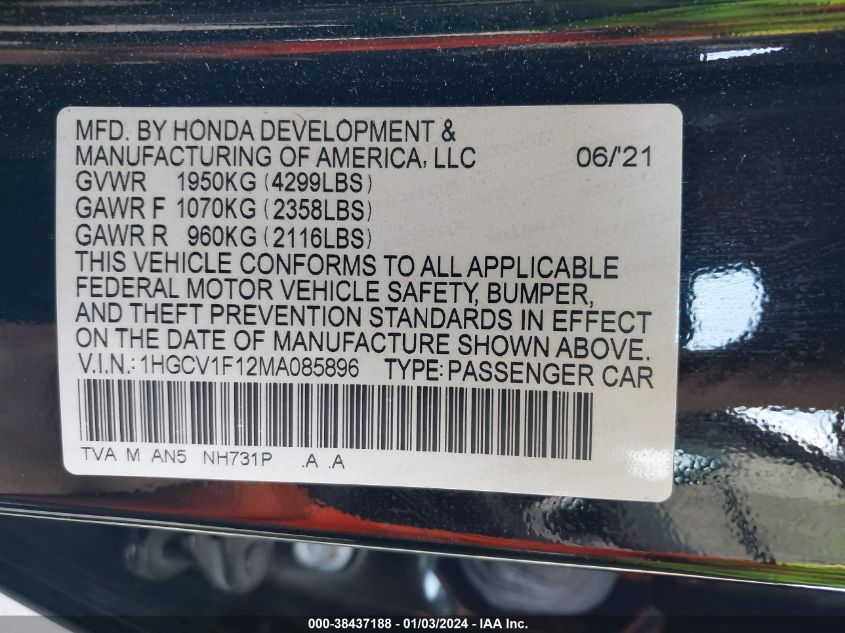 MFD. BY HONDA DEVELOPMENT &
MANUFACTURING OF AMERICA, LLC 06/'21
GVWR 1950KG (4299LBS)
GAWR F 1070KG (2358LBS)
GAWR R 960KG (2116LBS)
THIS VEHICLE CONFORMS TO ALL APPLICABLE
FEDERAL MOTOR VEHICLE SAFETY, BUMPER,
AND THEFT PREVENTION STANDARDS IN EFFECT
ON THE DATE OF MANUFACTURE SHOWN ABOVE.
V.I.N.: 1HGCV1F12MA085896 TYPE: PASSENGER CAR
TVA M AN5 NH731P .A .A
000-38437188 - 01/03/2024 - IAAI.com